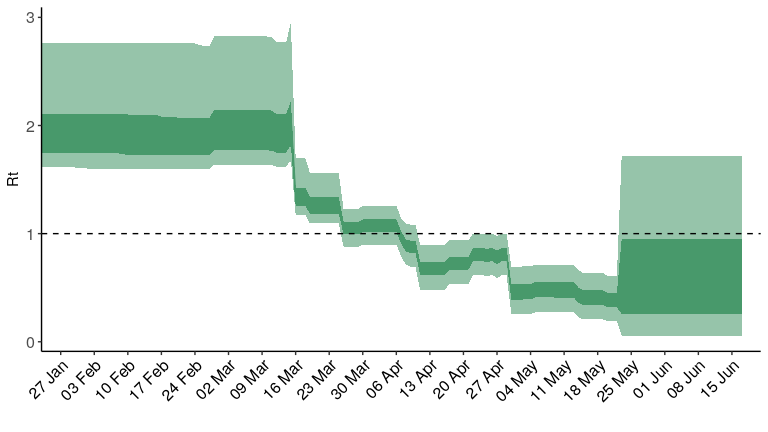 3
2
Rt
1
0
27 Jan
03 Feb
10 Feb
17 Feb
24 Feb
02 Mar
09 Mar
16 Mar
23 Mar
30 Mar
06 Apr
13 Apr
20 Apr
27 Apr
04 May
11 May
18 May
25 May
01 Jun
08 Jun
15 Jun